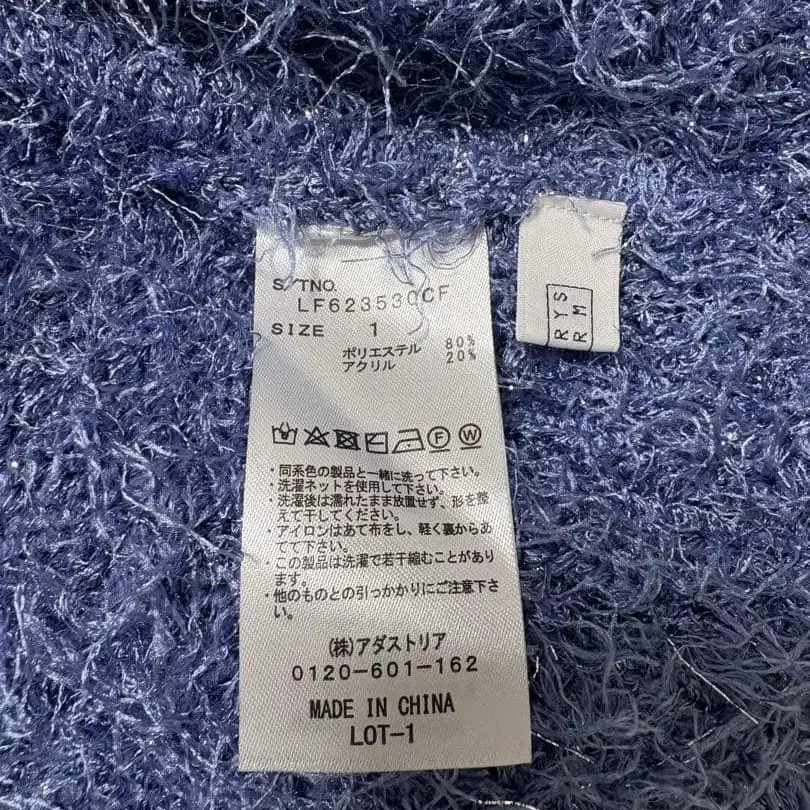 S/TNO.
LF623530CF
SIZE 1
ポリエステル 80%
アクリル 20%
F W
・同系色の製品と一緒に洗って下さい。
・洗濯ネットを使用して下さい。
・洗濯後は濡れたまま放置せず、形を整
えて干してください。
・アイロンはあて布をし、軽く裏からあ
てて下さい。
・この製品は洗濯で若干縮むことがあり
ます。
・他のものとの引っかかりにご注意下さ
い。
(株)アダストリア
0120-601-162
MADE IN CHINA
LOT-1
RYS
RM